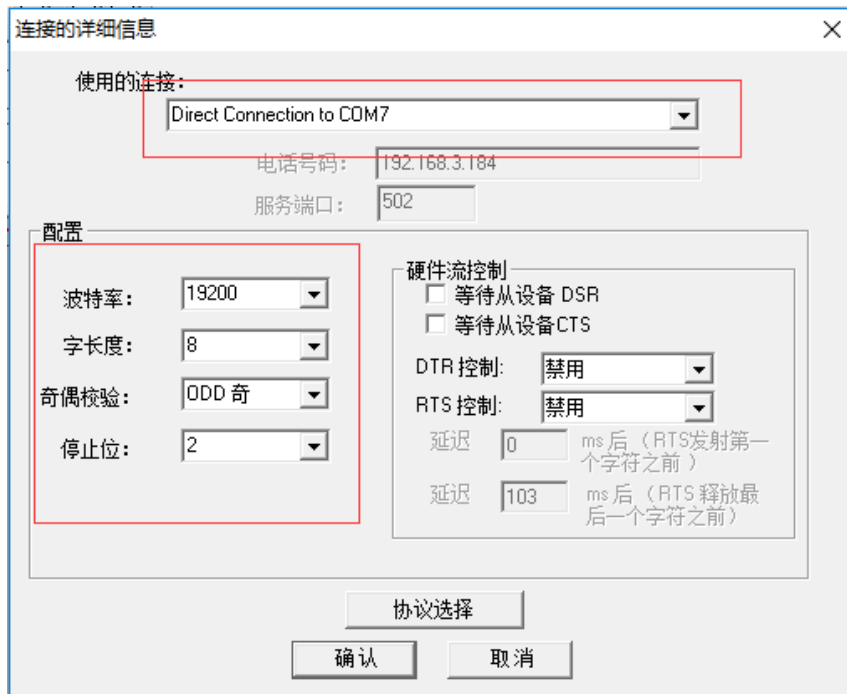 连接的详细信息
使用的连接:
Direct Connection to COM7
电话号码: 192.168.3.184
服务端口: 502
配置
波特率: 19200
字长度: 8
奇偶校验: ODD 奇
停止位: 2
硬件流控制
等待从设备 DSR
等待从设备CTS
DTR 控制: 禁用
RTS 控制: 禁用
延迟 0 ms 后（RTS发射第一
个字符之前）
延迟 103 ms 后（RTS 释放最
后一个字符之前）
协议选择
确认 取消